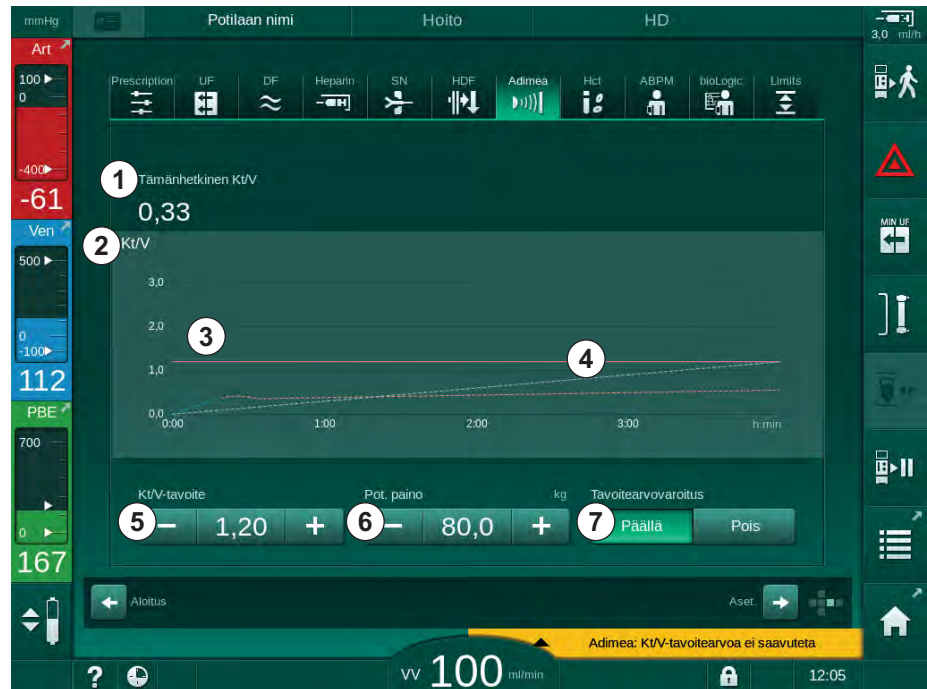 mmHg Potilaan nimi Hoito HD 3,0 ml/h
Art
100
0
-400
-61
Ven
500
0
-100
112
PBE
700
0
167
Prescription UF DF Heparin SN HDF Adimea Hct ABPM bioLogic Limits
1 Tämänhetkinen Kt/V
0,33
2 Kt/V
3,0
2,0
3
4
1,0
0,0
0:00 1:00 2:00 3:00 h:min
Kt/V-tavoite Pot. paino kg Tavoitearvovaroitus
5 − 1,20 + 6 − 80,0 + 7 Päällä Pois
Aloitus Aset.
Adimea: Kt/V-tavoitearvoa ei saavuteta
? VV 100 ml/min 12:05
MIN UF